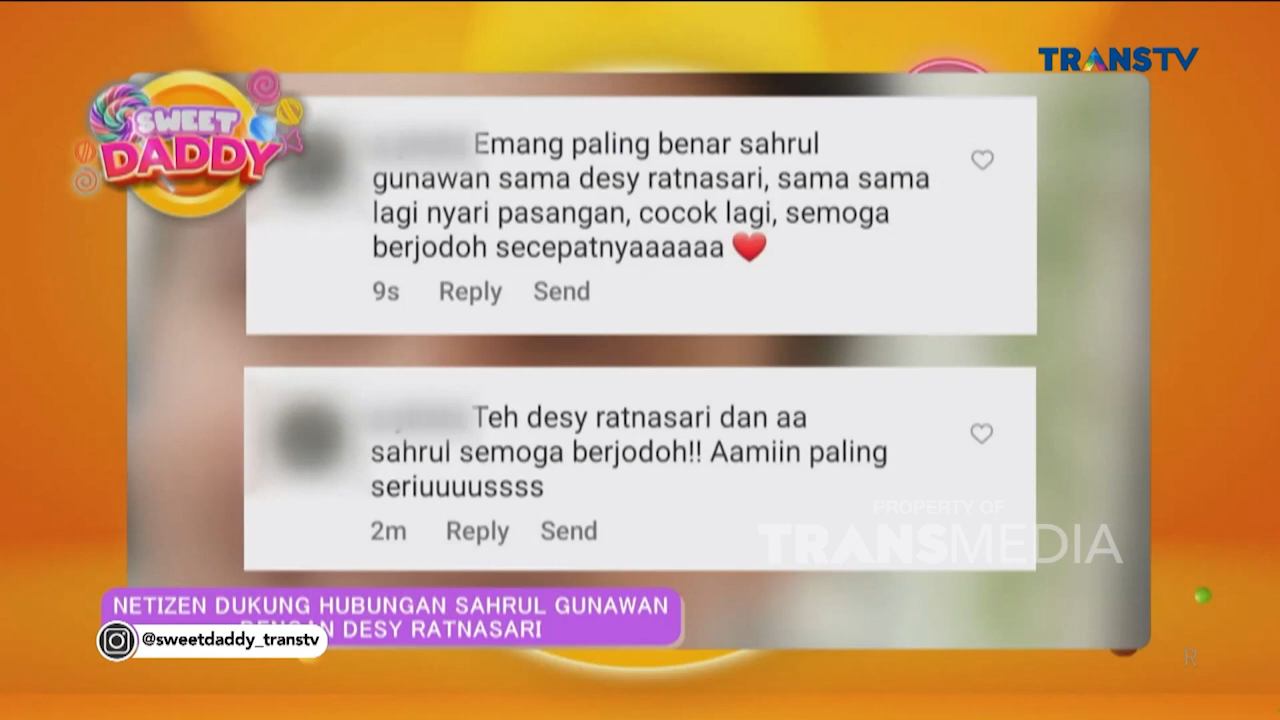 TRANSTV
SWEET
DADDY
Emang paling benar sahrul
gunawan sama desy ratnasari, sama sama
lagi nyari pasangan, cocok lagi, semoga
berjodoh secepatnyaaaaaa ❤️
9s Reply Send
Teh desy ratnasari dan aa
sahrul semoga berjodoh!! Aamiin paling
seriuuuussss
2m Reply Send
PROPERTY OF
TRANSMEDIA
NETIZEN DUKUNG HUBUNGAN SAHRUL GUNAWAN
DENGAN DESY RATNASARI
@sweetdaddy_transtv
R